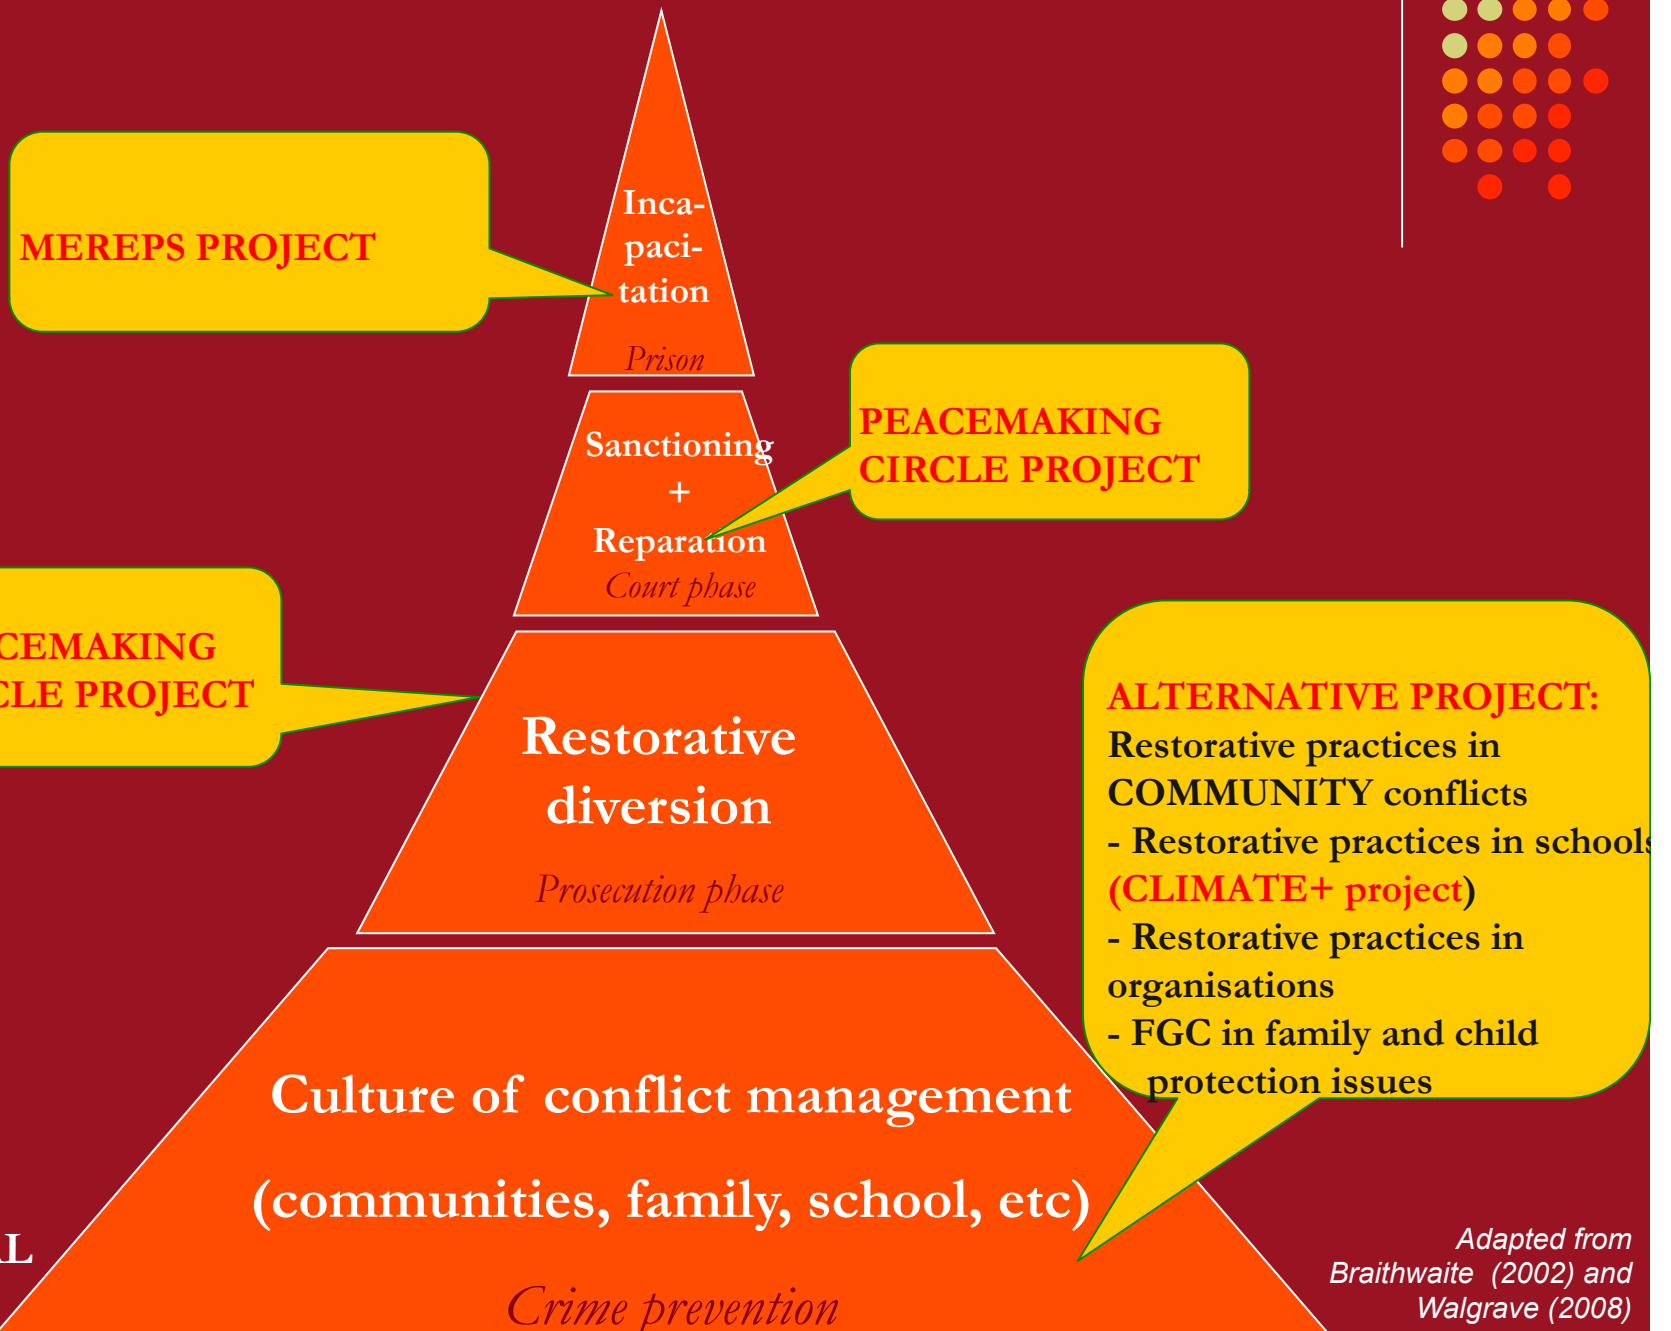 Inca-
paci-
tation
Prison
MEREPS PROJECT
Sanctioning
+
Reparation
Court phase
PEACEMAKING
CIRCLE PROJECT
CEMAKING
CLE PROJECT
Restorative
diversion
Prosecution phase
ALTERNATIVE PROJECT:
Restorative practices in
COMMUNITY conflicts
- Restorative practices in schools
(CLIMATE+ project)
- Restorative practices in
organisations
- FGC in family and child
protection issues
Culture of conflict management
(communities, family, school, etc)
Crime prevention
AL
Adapted from
Braithwaite (2002) and
Walgrave (2008)